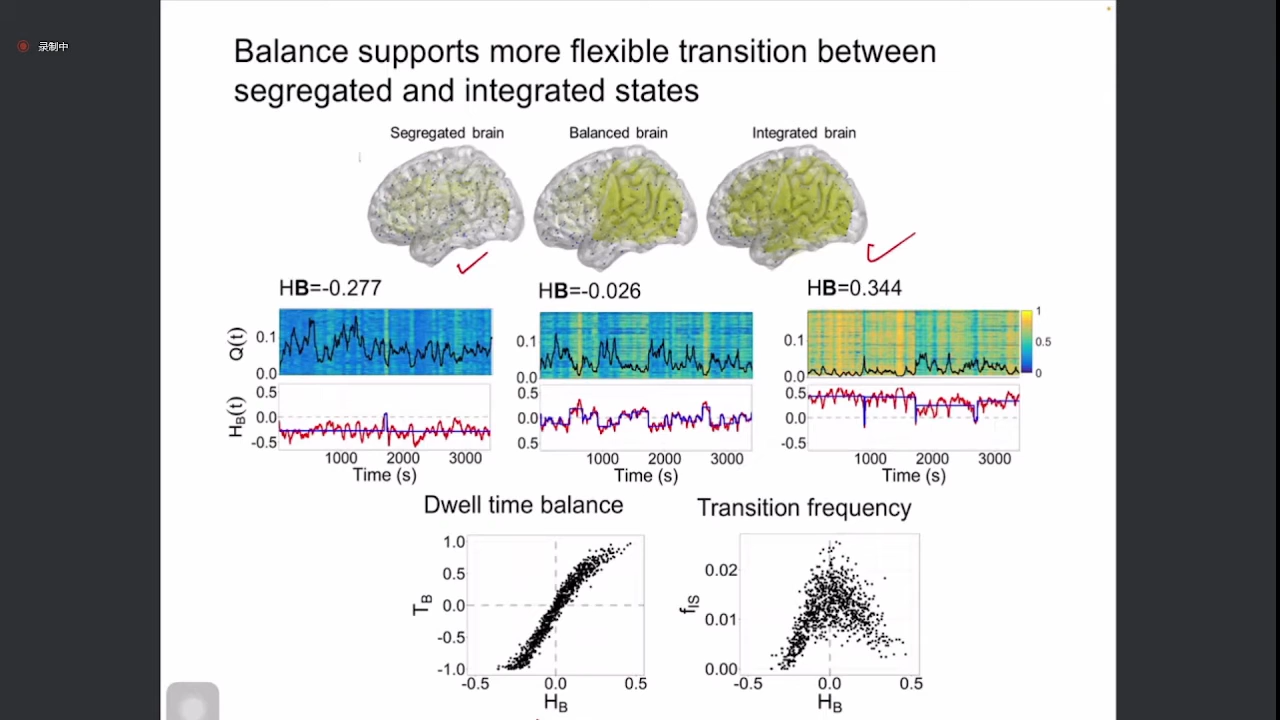 录制中
Balance supports more flexible transition between
segregated and integrated states
Segregated brain
Balanced brain
Integrated brain
HB=-0.277
HB=-0.026
HB=0.344
Q(t)
0.1
0.0
0.1
0.0
0.1
0.0
1
0.5
0
H_B(t)
0.5
0.0
-0.5
0.5
0.0
0.5
0.5
0.0
-0.5
1000 2000 3000
Time (s)
1000 2000 3000
Time (s)
1000 2000 3000
Time (s)
Dwell time balance
Transition frequency
T_B
1.0
0.5
0.0
-0.5
-1.0
-0.5 0.0 0.5
H_B
f_IS
0.02
0.01
0.00
-0.5 0.0 0.5
H_B